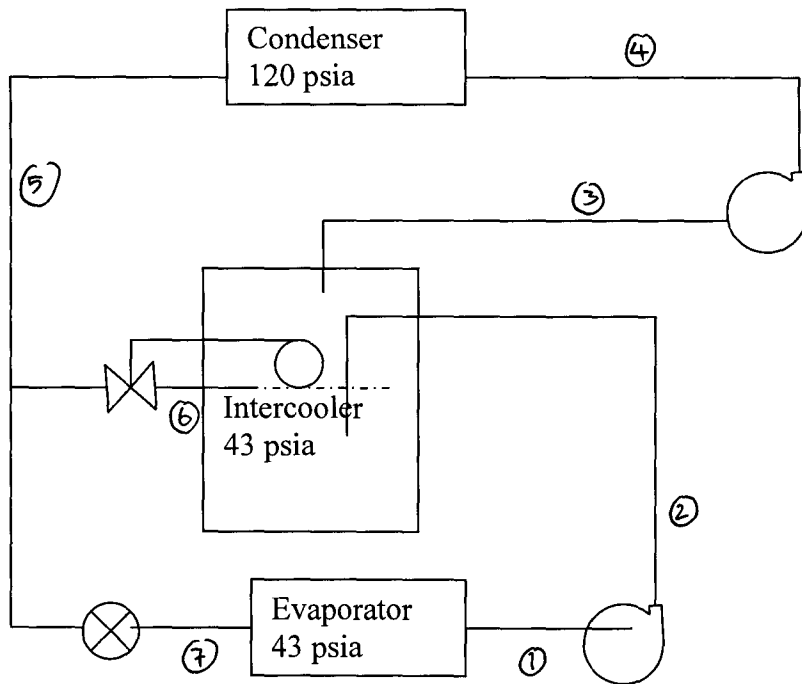 Condenser
120 psia
4
5
3
Intercooler
43 psia
6
2
Evaporator
43 psia
7
1